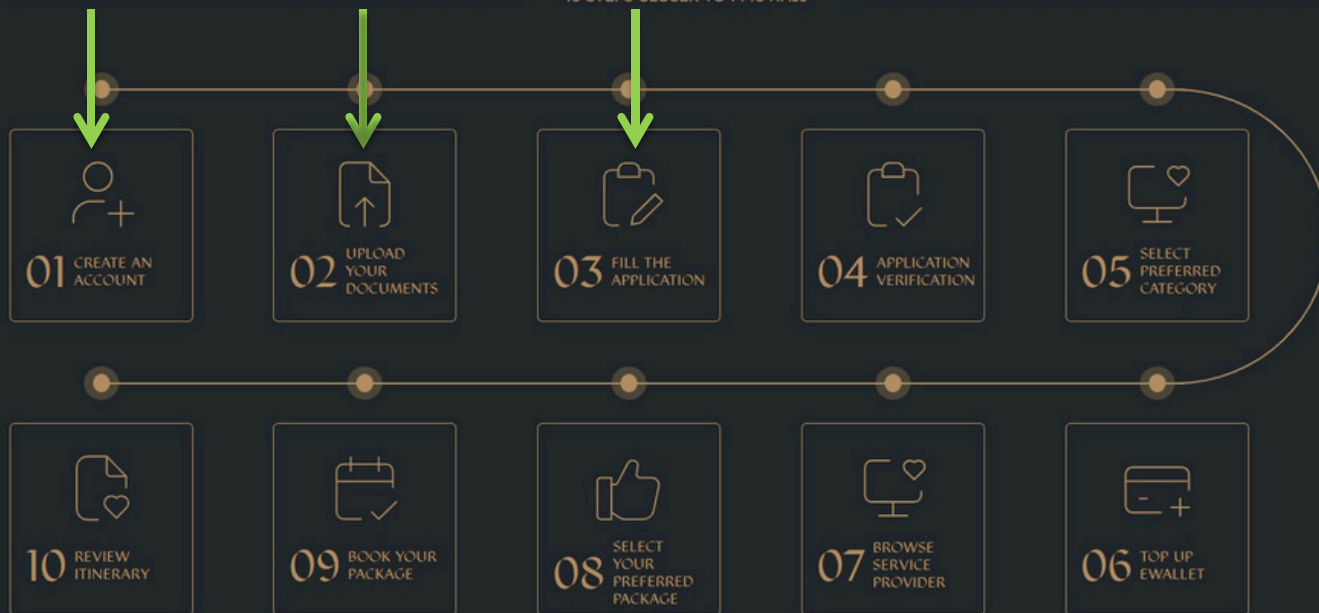 01 CREATE AN
ACCOUNT
02 UPLOAD
YOUR
DOCUMENTS
03 FILL THE
APPLICATION
04 APPLICATION
VERIFICATION
05 SELECT
PREFERRED
CATEGORY
10 REVIEW
ITINERARY
09 BOOK YOUR
PACKAGE
08 SELECT
YOUR
PREFERRED
PACKAGE
07 BROWSE
SERVICE
PROVIDER
06 TOP UP
EWALLET